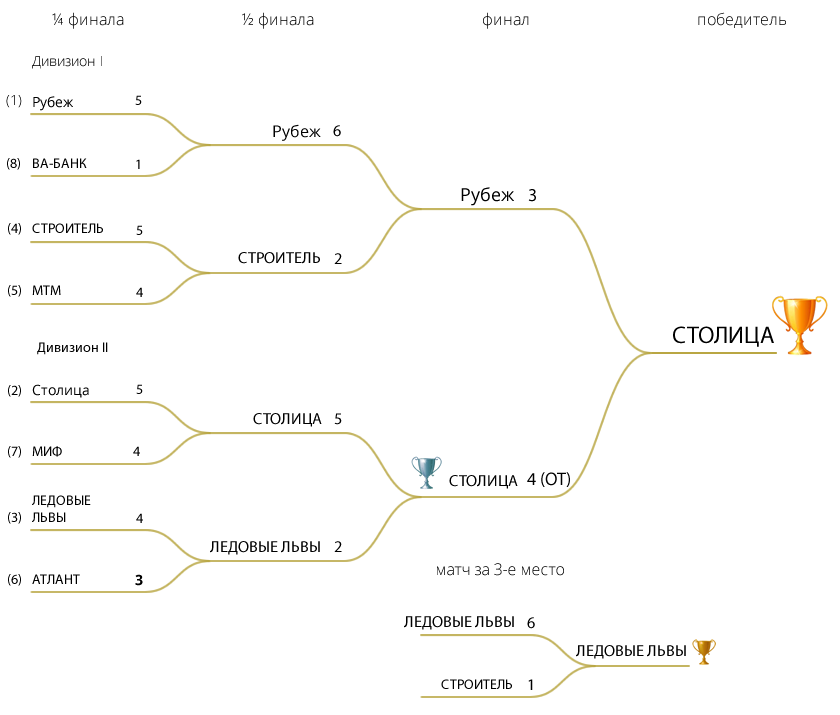 ¼ финала
½ финала
финал
победитель
Дивизион I
(1) Рубеж 5
(8) ВА-БАНК 1
Рубеж 6
(4) СТРОИТЕЛЬ 5
(5) МТМ 4
СТРОИТЕЛЬ 2
Рубеж 3
СТОЛИЦА
Дивизион II
(2) Столица 5
(7) МИФ 4
СТОЛИЦА 5
(3) ЛЕДОВЫЕ
ЛЬВЫ 4
(6) АТЛАНТ 3
ЛЕДОВЫЕ ЛЬВЫ 2
СТОЛИЦА 4 (ОТ)
матч за 3-е место
ЛЕДОВЫЕ ЛЬВЫ 6
СТРОИТЕЛЬ 1
ЛЕДОВЫЕ ЛЬВЫ